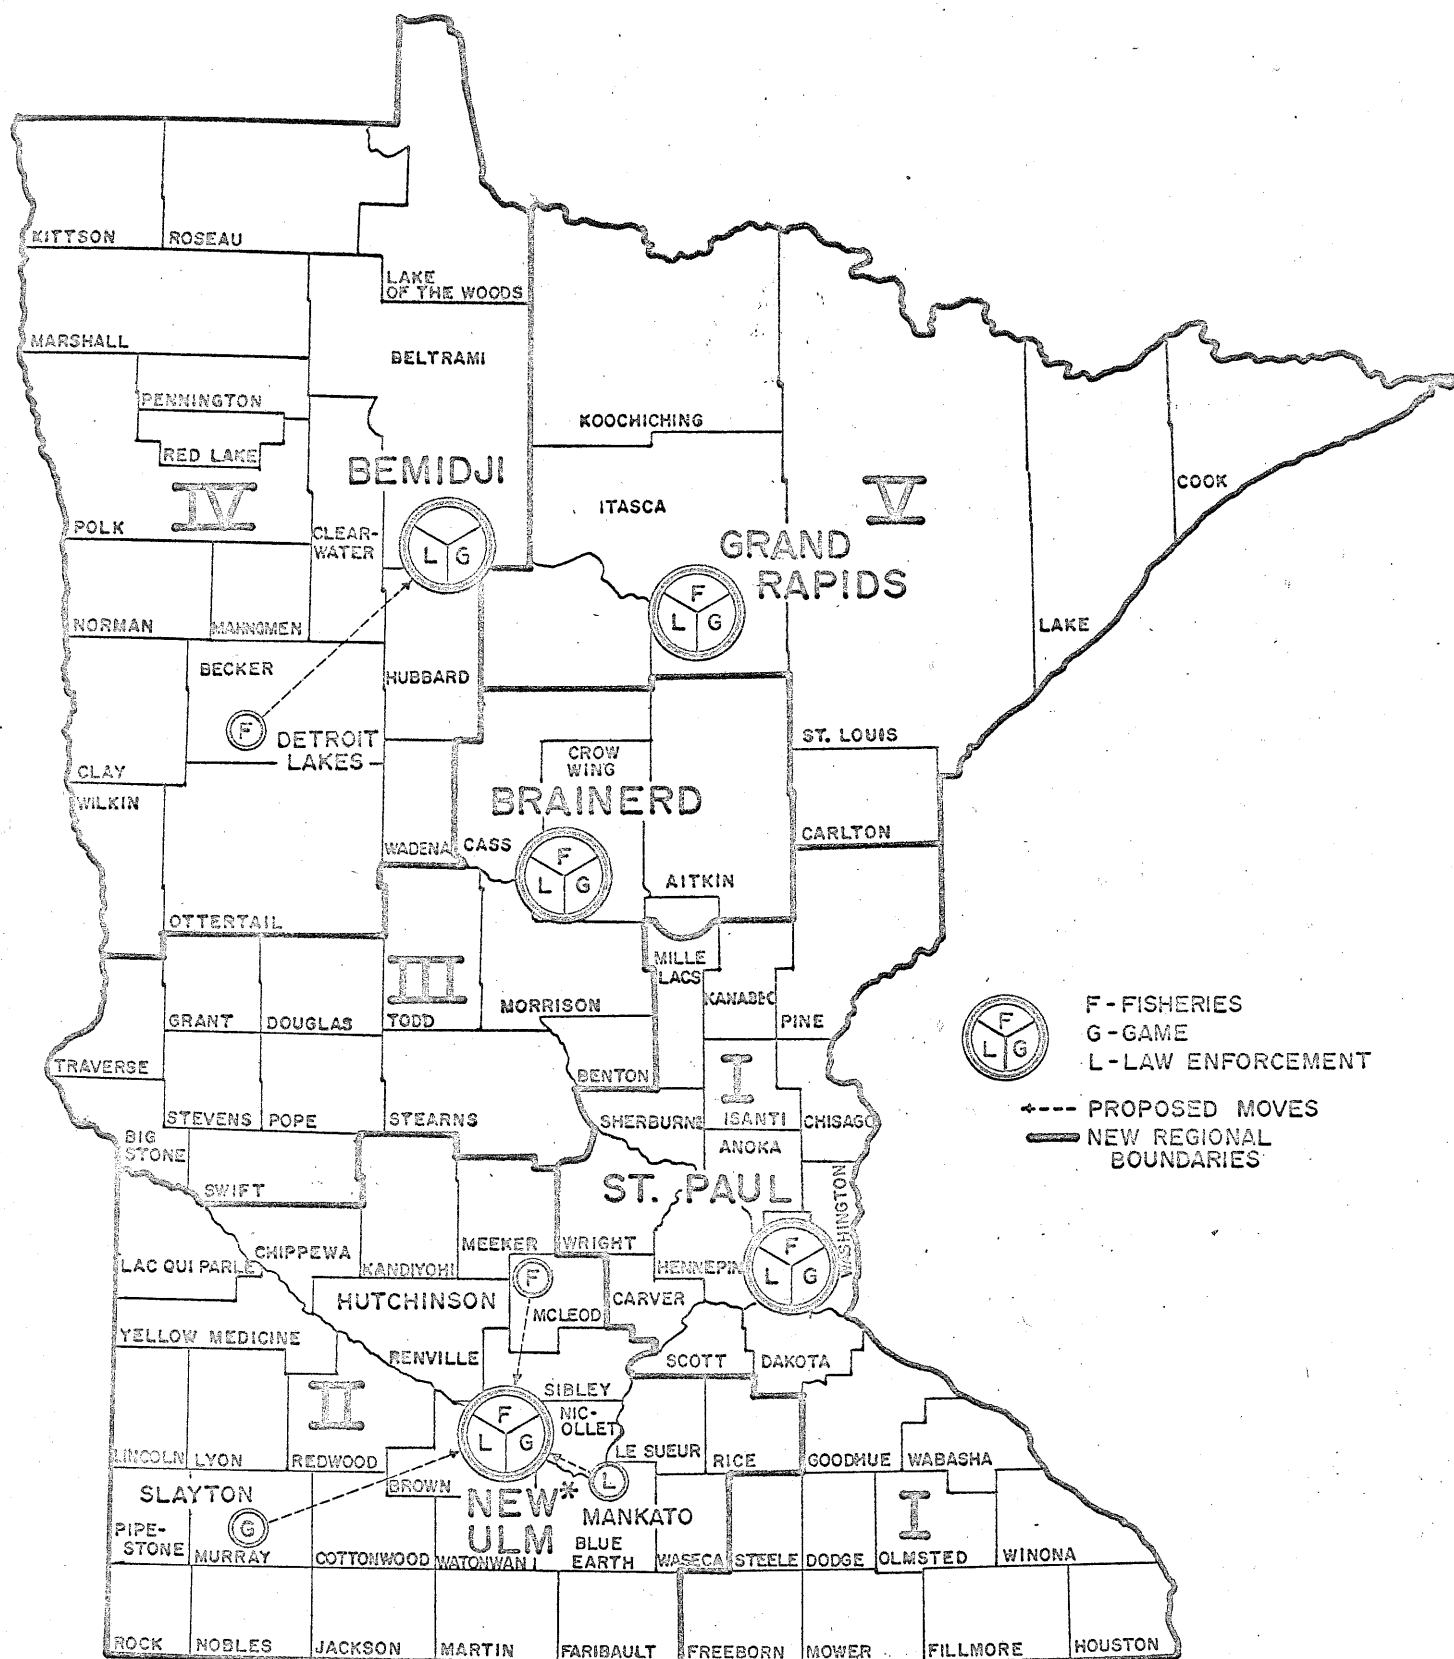 KITTSON
ROSEAU
LAKE
OF THE WOODS
MARSHALL
BELTRAMI
PENNINGTON
RED LAKE
KOOCHICHING
BEMIDJI
IV
V
ITASCA
COOK
POLK
CLEAR-
WATER
L G
GRAND
RAPIDS
F
L G
NORMAN
MAHNOMEN
LAKE
BECKER
HUBBARD
F
DETROIT
LAKES
ST. LOUIS
CLAY
WILKIN
CROW
WING
BRAINERD
CARLTON
WADENA
CASS
F
L G
AITKIN
OTTERTAIL
III
MILLE
LACS
KANABEC
MORRISON
PINE
GRANT
DOUGLAS
TODD
F
L G
F-FISHERIES
G-GAME
L-LAW ENFORCEMENT
PROPOSED MOVES
NEW REGIONAL
BOUNDARIES
TRAVERSE
BENTON
I
STEVENS
POPE
STEARNS
SHERBURNE
ISANTI
CHISAGO
BIG
STONE
ANOKA
SWIFT
ST. PAUL
WASHINGTON
CHIPPEWA
MEEKER
WRIGHT
LAC QUI PARLE
KANDIYOHI
HENNEPIN
F
L G
F
HUTCHINSON
MCLEOD
CARVER
YELLOW MEDICINE
RENVILLE
SCOTT
DAKOTA
II
SIBLEY
NIC-
OLLET
F
L G
LINCOLN
LYON
REDWOOD
LE SUEUR
RICE
GOODHUE
WABASHA
BROWN
L
SLAYTON
NEW*
ULM
MANKATO
G
I
PIPE-
STONE
MURRAY
COTTONWOOD
WATONWAN
BLUE
EARTH
WASECA
STEELE
DODGE
OLMSTED
WINONA
ROCK
NOBLES
JACKSON
MARTIN
FARIBAULT
FREEBORN
MOWER
FILLMORE
HOUSTON